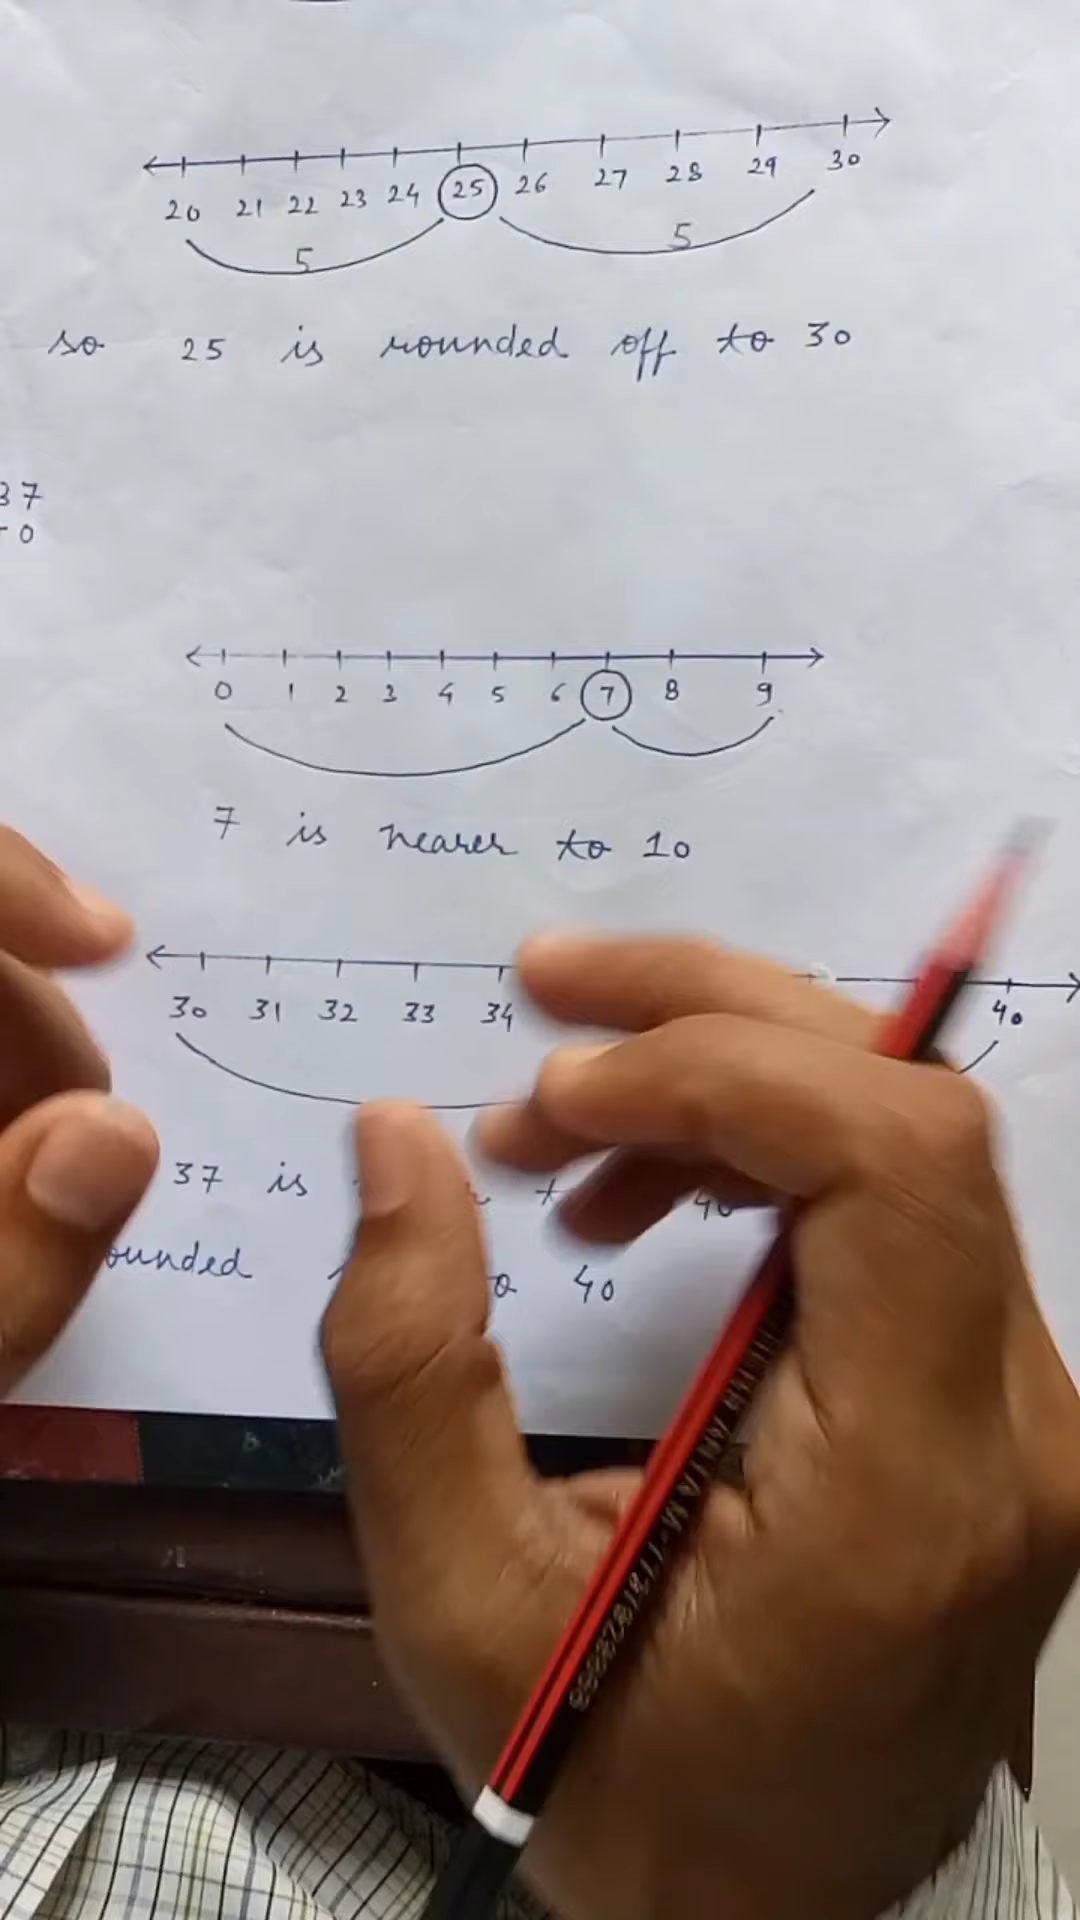 20 21 22 23 24 25 26 27 28 29 30
5 5
so 25 is rounded off to 30
37
0
0 1 2 3 4 5 6 7 8 9
7 is nearer to 10
30 31 32 33 34 40
37 is 40
ounded 40